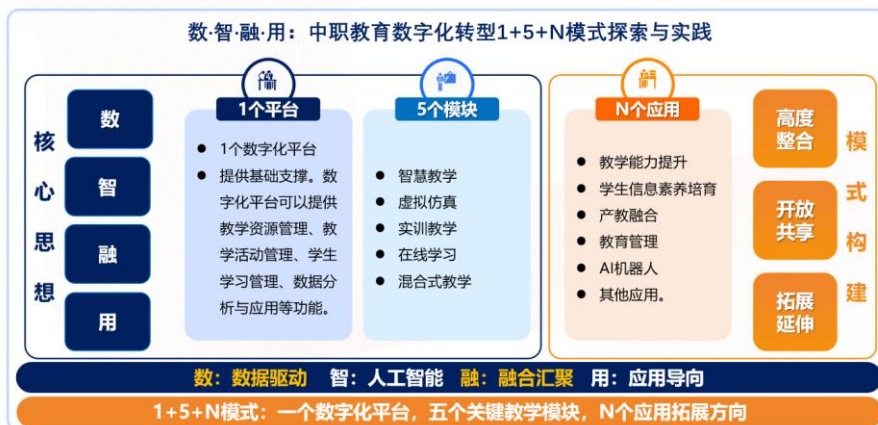 数·智·融·用：中职教育数字化转型1+5+N模式探索与实践
核心思想
数
智
融
用
1个平台
● 1个数字化平台
● 提供基础支撑。数
字化平台可以提供
教学资源管理、教
学活动管理、学生
学习管理、数据分
析与应用等功能。
5个模块
● 智慧教学
● 虚拟仿真
● 实训教学
● 在线学习
● 混合式教学
N个应用
● 教学能力提升
● 学生信息素养培育
● 产教融合
● 教育管理
● AI机器人
● 其他应用。
高度
整合
开放
共享
拓展
延伸
模式构建
数：数据驱动 智：人工智能 融：融合汇聚 用：应用导向
1+5+N模式：一个数字化平台，五个关键教学模块，N个应用拓展方向